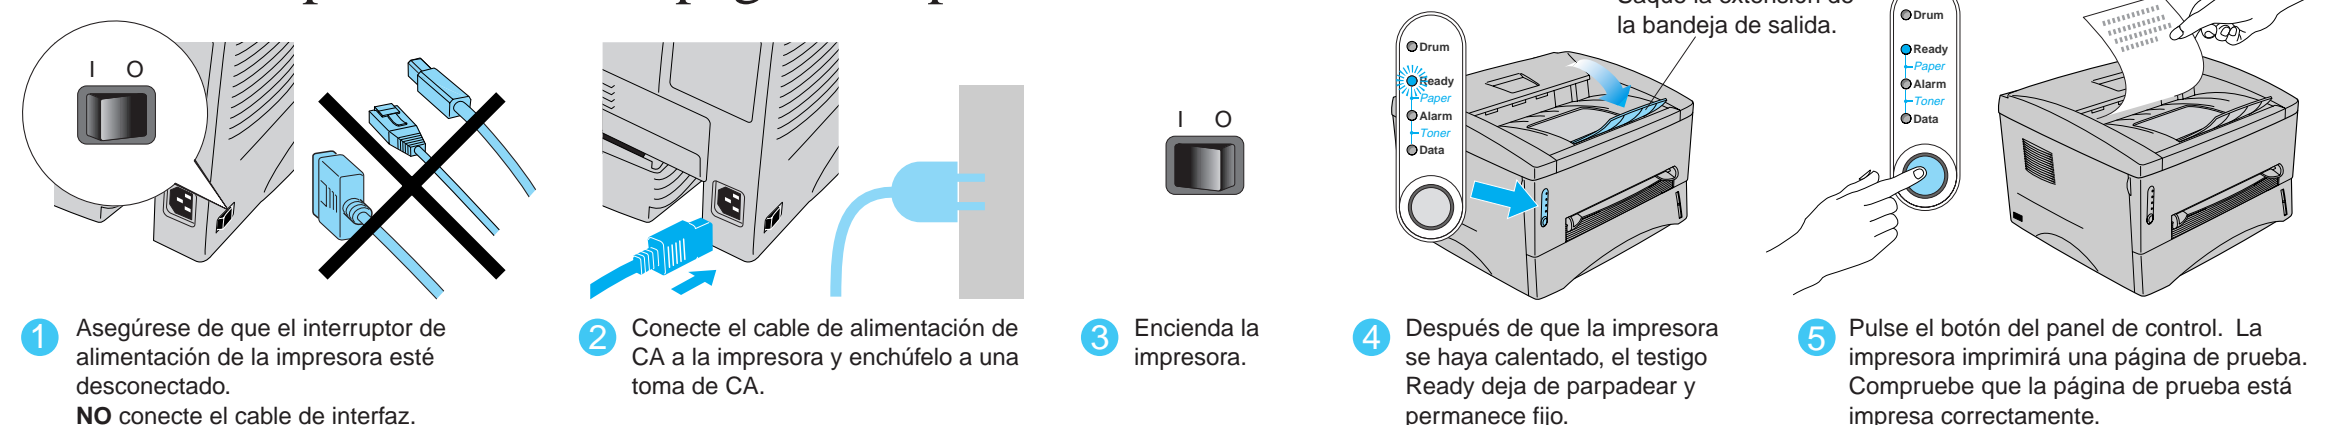 la bandeja de salida.
I O
I O
Drum
Ready
Paper
Alarm
Toner
Data
Drum
Ready
Paper
Alarm
Toner
Data
1 Asegúrese de que el interruptor de
alimentación de la impresora esté
desconectado.
NO conecte el cable de interfaz.
2 Conecte el cable de alimentación de
CA a la impresora y enchúfelo a una
toma de CA.
3 Encienda la
impresora.
4 Después de que la impresora
se haya calentado, el testigo
Ready deja de parpadear y
permanece fijo.
5 Pulse el botón del panel de control. La
impresora imprimirá una página de prueba.
Compruebe que la página de prueba está
impresa correctamente.